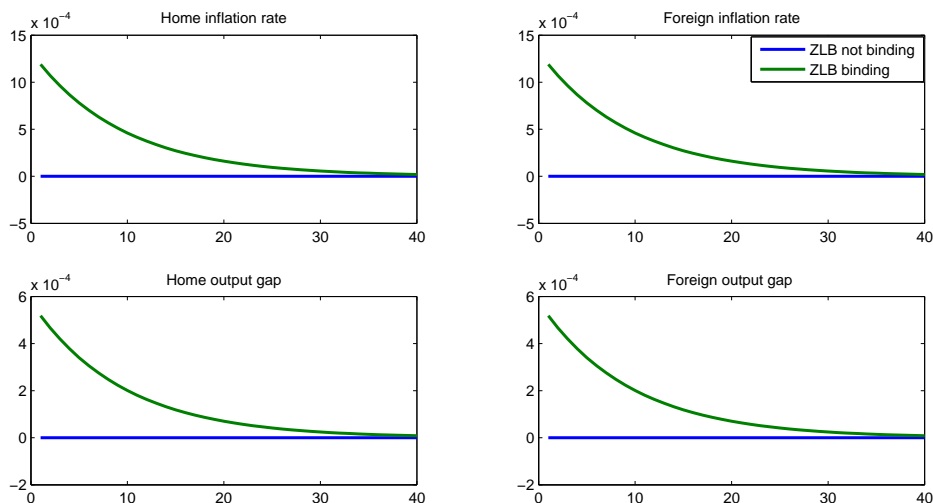 Home inflation rate
x 10⁻⁴
15
10
5
0
−5
0 10 20 30 40
Foreign inflation rate
x 10⁻⁴
15
10
5
0
−5
0 10 20 30 40
ZLB not binding
ZLB binding
Home output gap
x 10⁻⁴
6
4
2
0
−2
0 10 20 30 40
Foreign output gap
x 10⁻⁴
6
4
2
0
−2
0 10 20 30 40